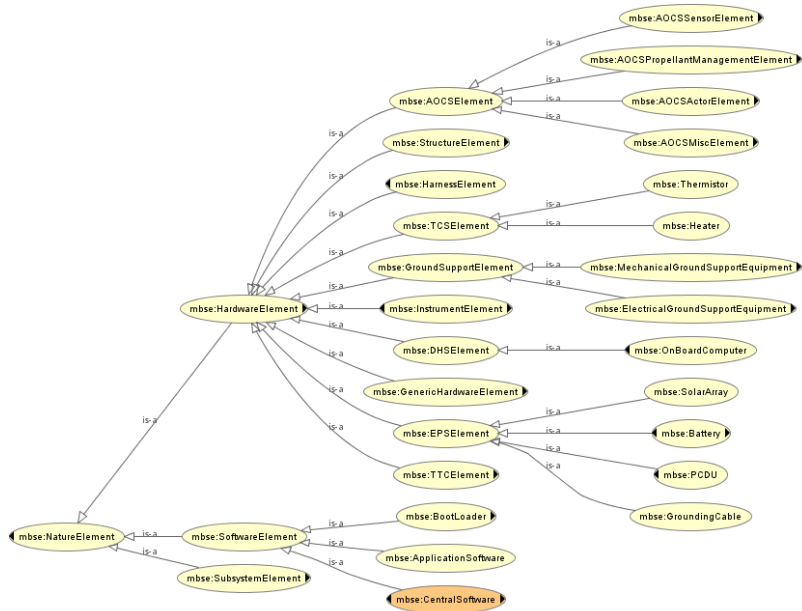 mbse:AOCSSensorElement
is-a
mbse:AOCSPropellantManagementElement
is-a
mbse:AOCSElement
is-a
mbse:AOCSActorElement
is-a
is-a
mbse:StructureElement
is-a
mbse:AOCSMiscElement
is-a
mbse:HarnessElement
mbse:Thermistor
is-a
is-a
mbse:TCSElement
is-a
mbse:Heater
is-a
mbse:GroundSupportElement
is-a
mbse:MechanicalGroundSupportEquipment
is-a
is-a
mbse:HardwareElement
is-a
mbse:InstrumentElement
mbse:ElectricalGroundSupportEquipment
is-a
mbse:DHSElement
is-a
mbse:OnBoardComputer
is-a
mbse:GenericHardwareElement
mbse:SolarArray
is-a
is-a
is-a
mbse:EPSElement
is-a
mbse:Battery
is-a
is-a
is-a
mbse:TTCElement
mbse:PCDU
mbse:BootLoader
mbse:GroundingCable
is-a
mbse:NatureElement
is-a
mbse:SoftwareElement
is-a
mbse:ApplicationSoftware
is-a
is-a
mbse:SubsystemElement
mbse:CentralSoftware